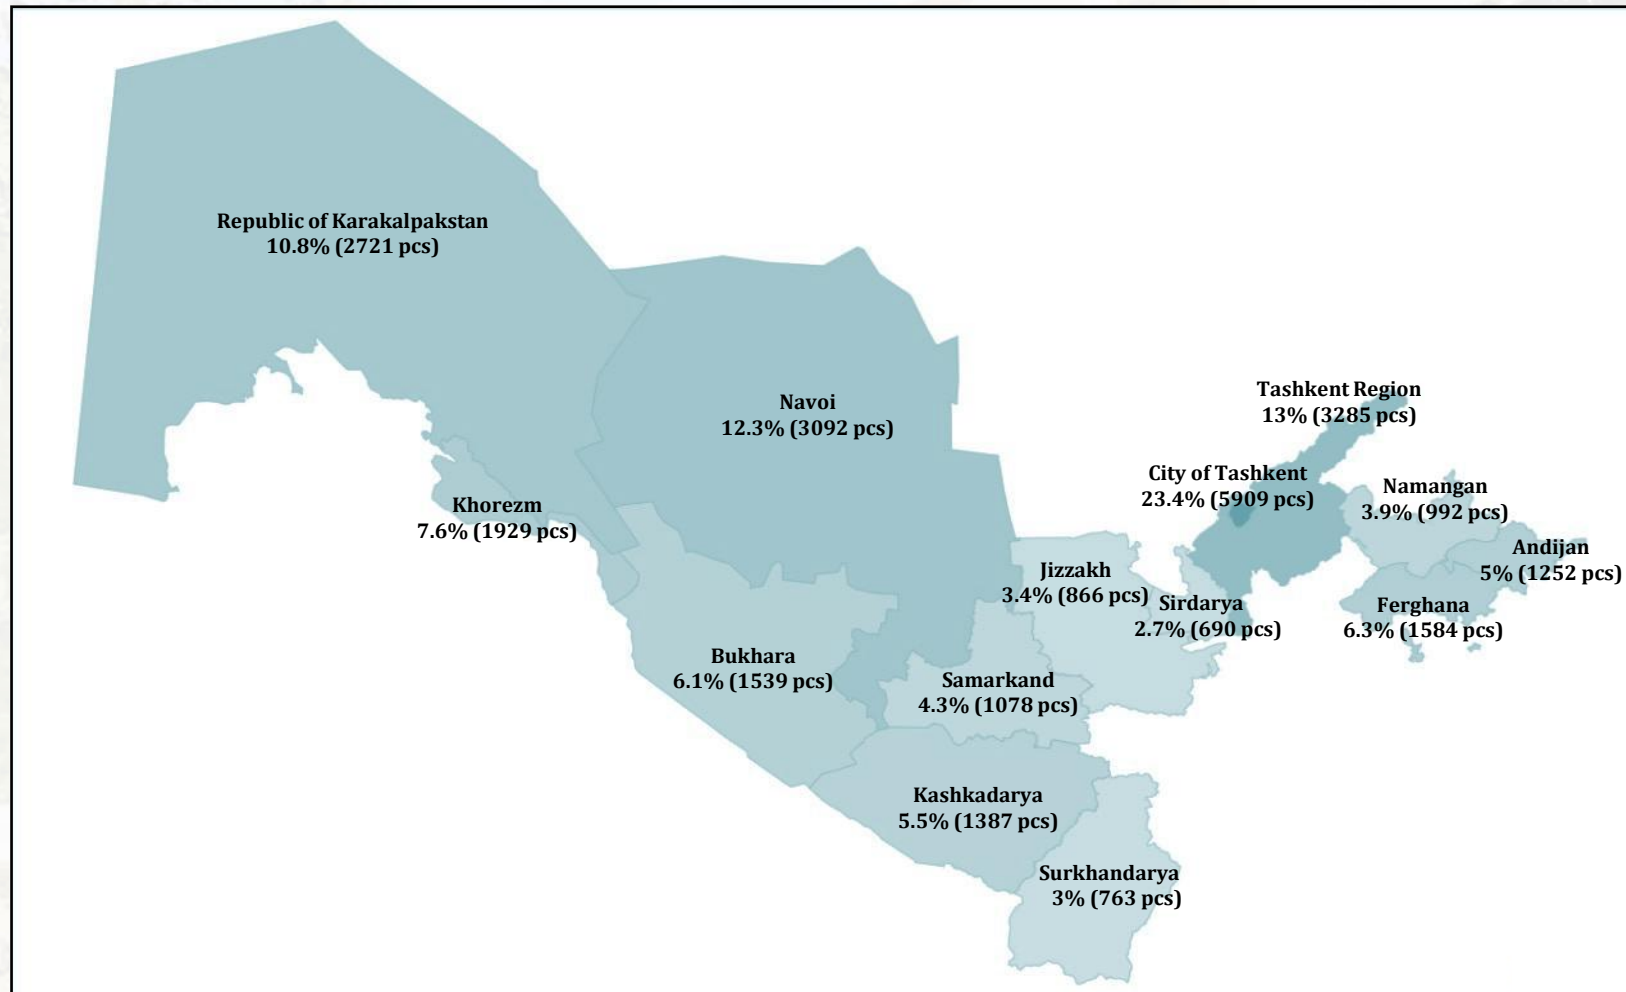 Republic of Karakalpakstan
10.8% (2721 pcs)
Navoi
12.3% (3092 pcs)
Tashkent Region
13% (3285 pcs)
City of Tashkent
23.4% (5909 pcs)
Namangan
3.9% (992 pcs)
Khorezm
7.6% (1929 pcs)
Andijan
5% (1252 pcs)
Jizzakh
3.4% (866 pcs)
Sirdarya
2.7% (690 pcs)
Ferghana
6.3% (1584 pcs)
Bukhara
6.1% (1539 pcs)
Samarkand
4.3% (1078 pcs)
Kashkadarya
5.5% (1387 pcs)
Surkhandarya
3% (763 pcs)